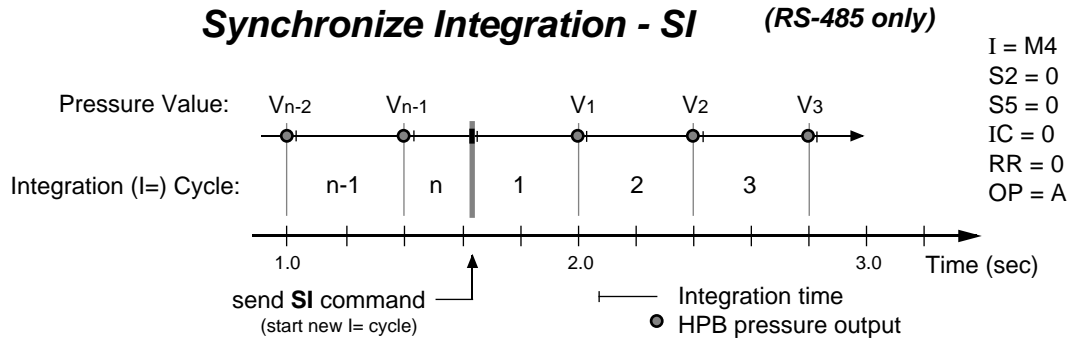 Synchronize Integration - SI (RS-485 only)
I = M4
S2 = 0
S5 = 0
IC = 0
RR = 0
OP = A
Pressure Value: Vn-2 Vn-1 V1 V2 V3
Integration (I=) Cycle: n-1 n 1 2 3
1.0 2.0 3.0 Time (sec)
send SI command
(start new I= cycle)
Integration time
HPB pressure output